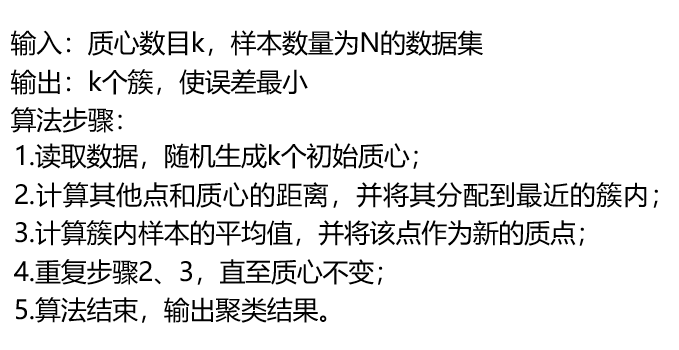 输入：质心数目k，样本数量为N的数据集
输出：k个簇，使误差最小
算法步骤：
1.读取数据，随机生成k个初始质心；
2.计算其他点和质心的距离，并将其分配到最近的簇内；
3.计算簇内样本的平均值，并将该点作为新的质点；
4.重复步骤2、3，直至质心不变；
5.算法结束，输出聚类结果。